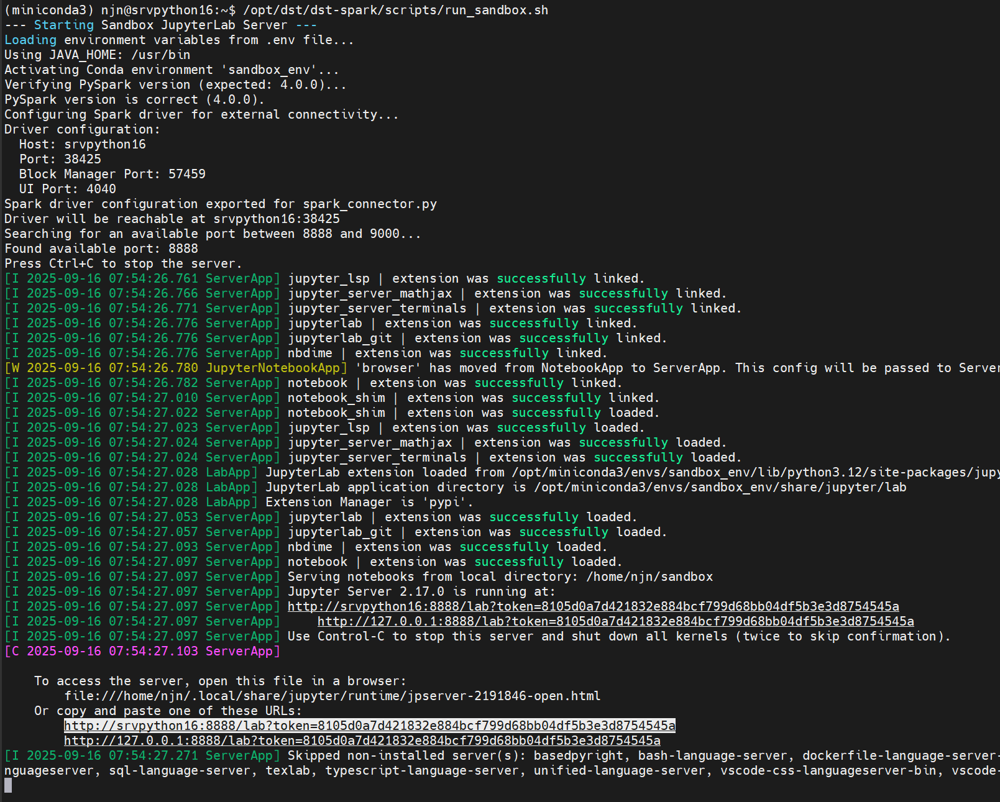 (miniconda3) njn@srvpython16:~$ /opt/dst/dst-spark/scripts/run_sandbox.sh
--- Starting Sandbox JupyterLab Server ---
Loading environment variables from .env file...
Using JAVA_HOME: /usr/bin
Activating Conda environment 'sandbox_env'...
Verifying PySpark version (expected: 4.0.0)...
PySpark version is correct (4.0.0).
Configuring Spark driver for external connectivity...
Driver configuration:
  Host: srvpython16
  Port: 38425
  Block Manager Port: 57459
  UI Port: 4040
Spark driver configuration exported for spark_connector.py
Driver will be reachable at srvpython16:38425
Searching for an available port between 8888 and 9000...
Found available port: 8888
Press Ctrl+C to stop the server.
[I 2025-09-16 07:54:26.761 ServerApp] jupyter_lsp | extension was successfully linked.
[I 2025-09-16 07:54:26.766 ServerApp] jupyter_server_mathjax | extension was successfully linked.
[I 2025-09-16 07:54:26.771 ServerApp] jupyter_server_terminals | extension was successfully linked.
[I 2025-09-16 07:54:26.776 ServerApp] jupyterlab | extension was successfully linked.
[I 2025-09-16 07:54:26.776 ServerApp] jupyterlab_git | extension was successfully linked.
[I 2025-09-16 07:54:26.776 ServerApp] nbdime | extension was successfully linked.
[W 2025-09-16 07:54:26.780 JupyterNotebookApp] 'browser' has moved from NotebookApp to ServerApp. This config will be passed to Server
[I 2025-09-16 07:54:26.782 ServerApp] notebook | extension was successfully linked.
[I 2025-09-16 07:54:27.010 ServerApp] notebook_shim | extension was successfully linked.
[I 2025-09-16 07:54:27.022 ServerApp] notebook_shim | extension was successfully loaded.
[I 2025-09-16 07:54:27.023 ServerApp] jupyter_lsp | extension was successfully loaded.
[I 2025-09-16 07:54:27.024 ServerApp] jupyter_server_mathjax | extension was successfully loaded.
[I 2025-09-16 07:54:27.024 ServerApp] jupyter_server_terminals | extension was successfully loaded.
[I 2025-09-16 07:54:27.028 LabApp] JupyterLab extension loaded from /opt/miniconda3/envs/sandbox_env/lib/python3.12/site-packages/jupy
[I 2025-09-16 07:54:27.028 LabApp] JupyterLab application directory is /opt/miniconda3/envs/sandbox_env/share/jupyter/lab
[I 2025-09-16 07:54:27.028 LabApp] Extension Manager is 'pypi'.
[I 2025-09-16 07:54:27.053 ServerApp] jupyterlab | extension was successfully loaded.
[I 2025-09-16 07:54:27.057 ServerApp] jupyterlab_git | extension was successfully loaded.
[I 2025-09-16 07:54:27.093 ServerApp] nbdime | extension was successfully loaded.
[I 2025-09-16 07:54:27.097 ServerApp] notebook | extension was successfully loaded.
[I 2025-09-16 07:54:27.097 ServerApp] Serving notebooks from local directory: /home/njn/sandbox
[I 2025-09-16 07:54:27.097 ServerApp] Jupyter Server 2.17.0 is running at:
[I 2025-09-16 07:54:27.097 ServerApp] http://srvpython16:8888/lab?token=8105d0a7d421832e884bcf799d68bb04df5b3e3d8754545a
[I 2025-09-16 07:54:27.097 ServerApp]     http://127.0.0.1:8888/lab?token=8105d0a7d421832e884bcf799d68bb04df5b3e3d8754545a
[I 2025-09-16 07:54:27.097 ServerApp] Use Control-C to stop this server and shut down all kernels (twice to skip confirmation).
[C 2025-09-16 07:54:27.103 ServerApp]
    To access the server, open this file in a browser:
        file:///home/njn/.local/share/jupyter/runtime/jpserver-2191846-open.html
    Or copy and paste one of these URLs:
        http://srvpython16:8888/lab?token=8105d0a7d421832e884bcf799d68bb04df5b3e3d8754545a
        http://127.0.0.1:8888/lab?token=8105d0a7d421832e884bcf799d68bb04df5b3e3d8754545a
[I 2025-09-16 07:54:27.271 ServerApp] Skipped non-installed server(s): basedpyright, bash-language-server, dockerfile-language-server-
nguageserver, sql-language-server, texlab, typescript-language-server, unified-language-server, vscode-css-languageserver-bin, vscode-